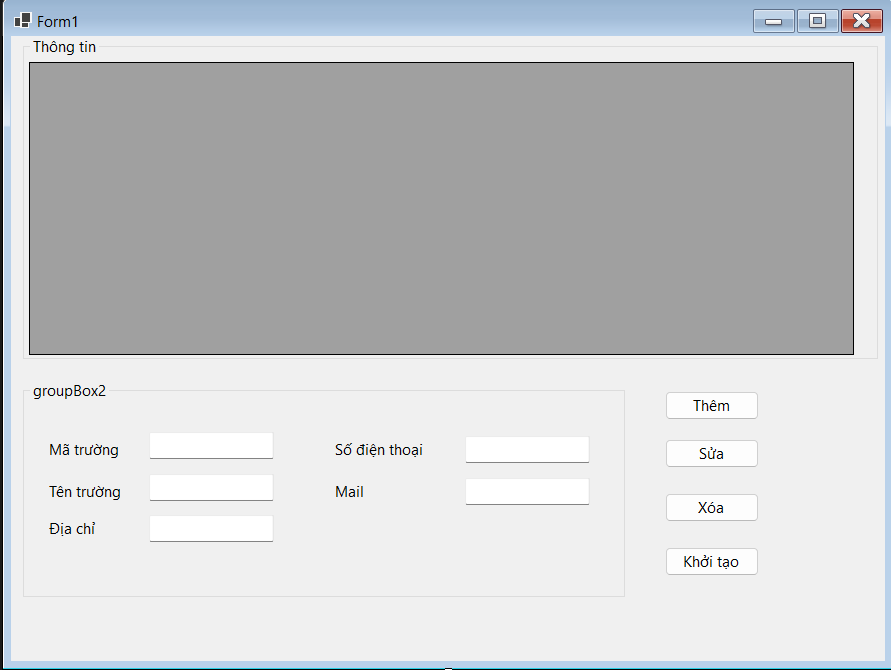 Form1
Thông tin
groupBox2
Mã trường
Số điện thoại
Tên trường
Mail
Địa chỉ
Thêm
Sửa
Xóa
Khởi tạo